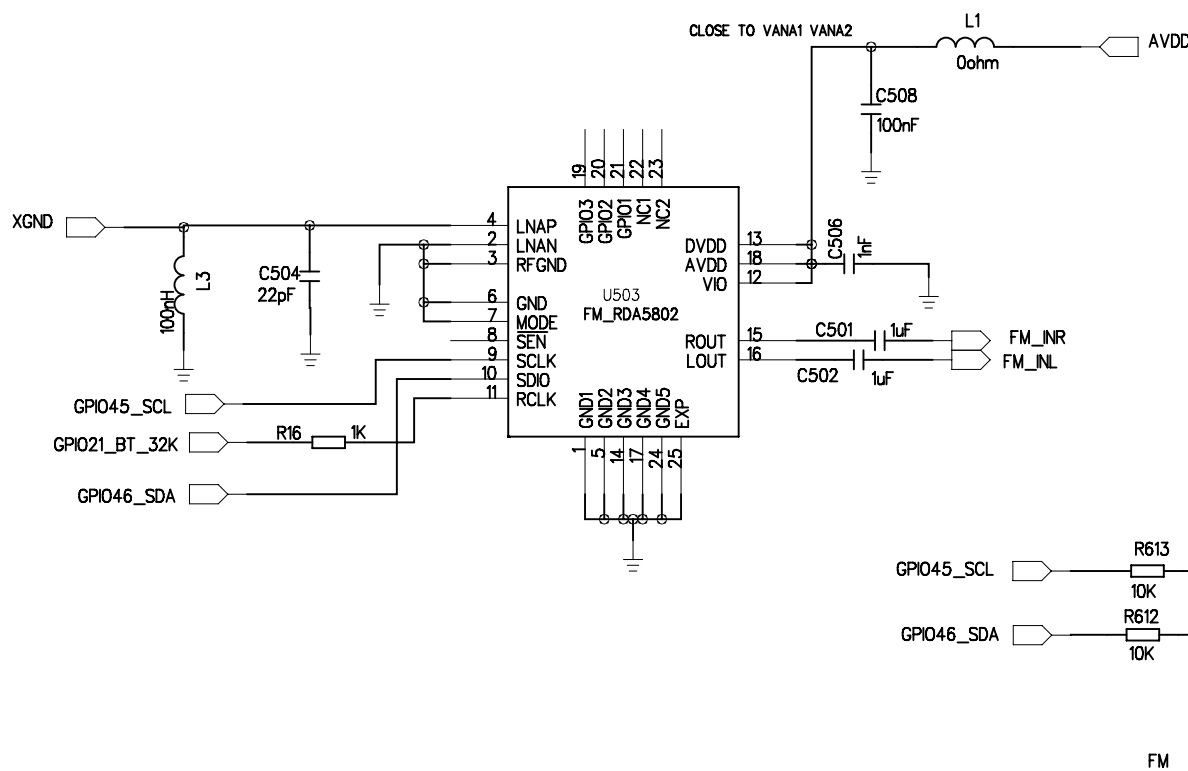 CLOSE TO VANA1 VANA2
L1
0ohm
AVDD
C508
100nF
19
20
21
22
23
GPIO3
GPIO2
GPIO1
NC1
NC2
XGND
4
LNAP
2
LNAN
3
RFGND
6
GND
7
MODE
8
SEN
9
SCLK
10
SDIO
11
RCLK
L3
100nH
C504
22pF
U503
FM_RDA5802
DVDD
13
AVDD
18
VIO
12
C506
1nF
ROUT
15
C501
1uF
FM_INR
LOUT
16
C502
1uF
FM_INL
GPIO45_SCL
GPIO21_BT_32K
R16
1K
GPIO46_SDA
GND1
GND2
GND3
GND4
GND5
EXP
1
5
14
17
24
25
GPIO45_SCL
R613
10K
GPIO46_SDA
R612
10K
FM